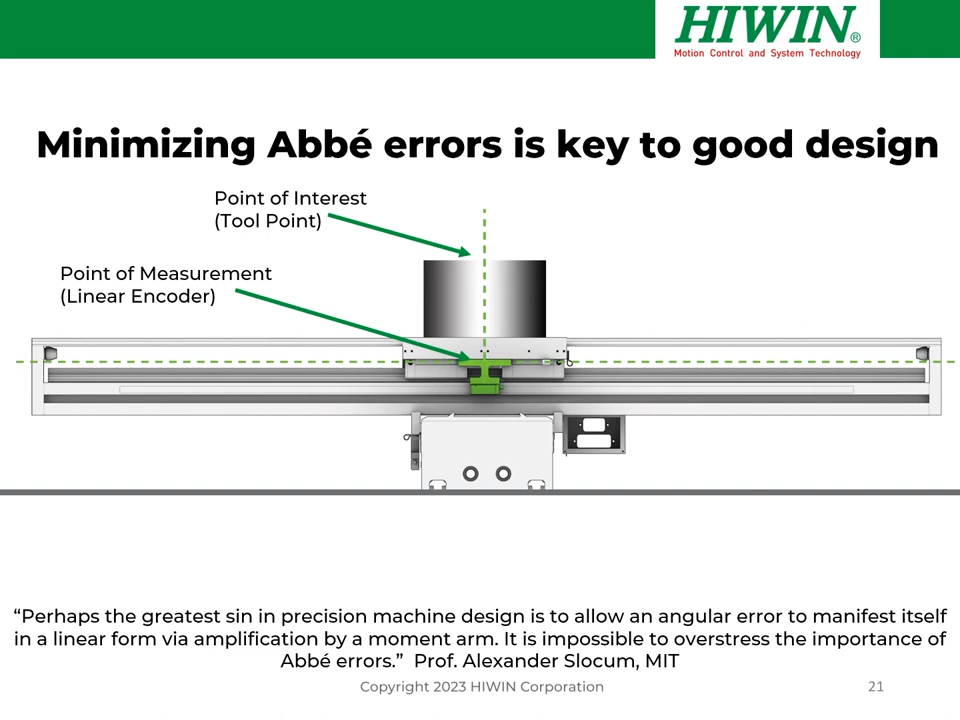 HIWIN®
Motion Control and System Technology
Minimizing Abbé errors is key to good design
Point of Interest
(Tool Point)
Point of Measurement
(Linear Encoder)
“Perhaps the greatest sin in precision machine design is to allow an angular error to manifest itself
in a linear form via amplification by a moment arm. It is impossible to overstress the importance of
Abbé errors.” Prof. Alexander Slocum, MIT
Copyright 2023 HIWIN Corporation
21